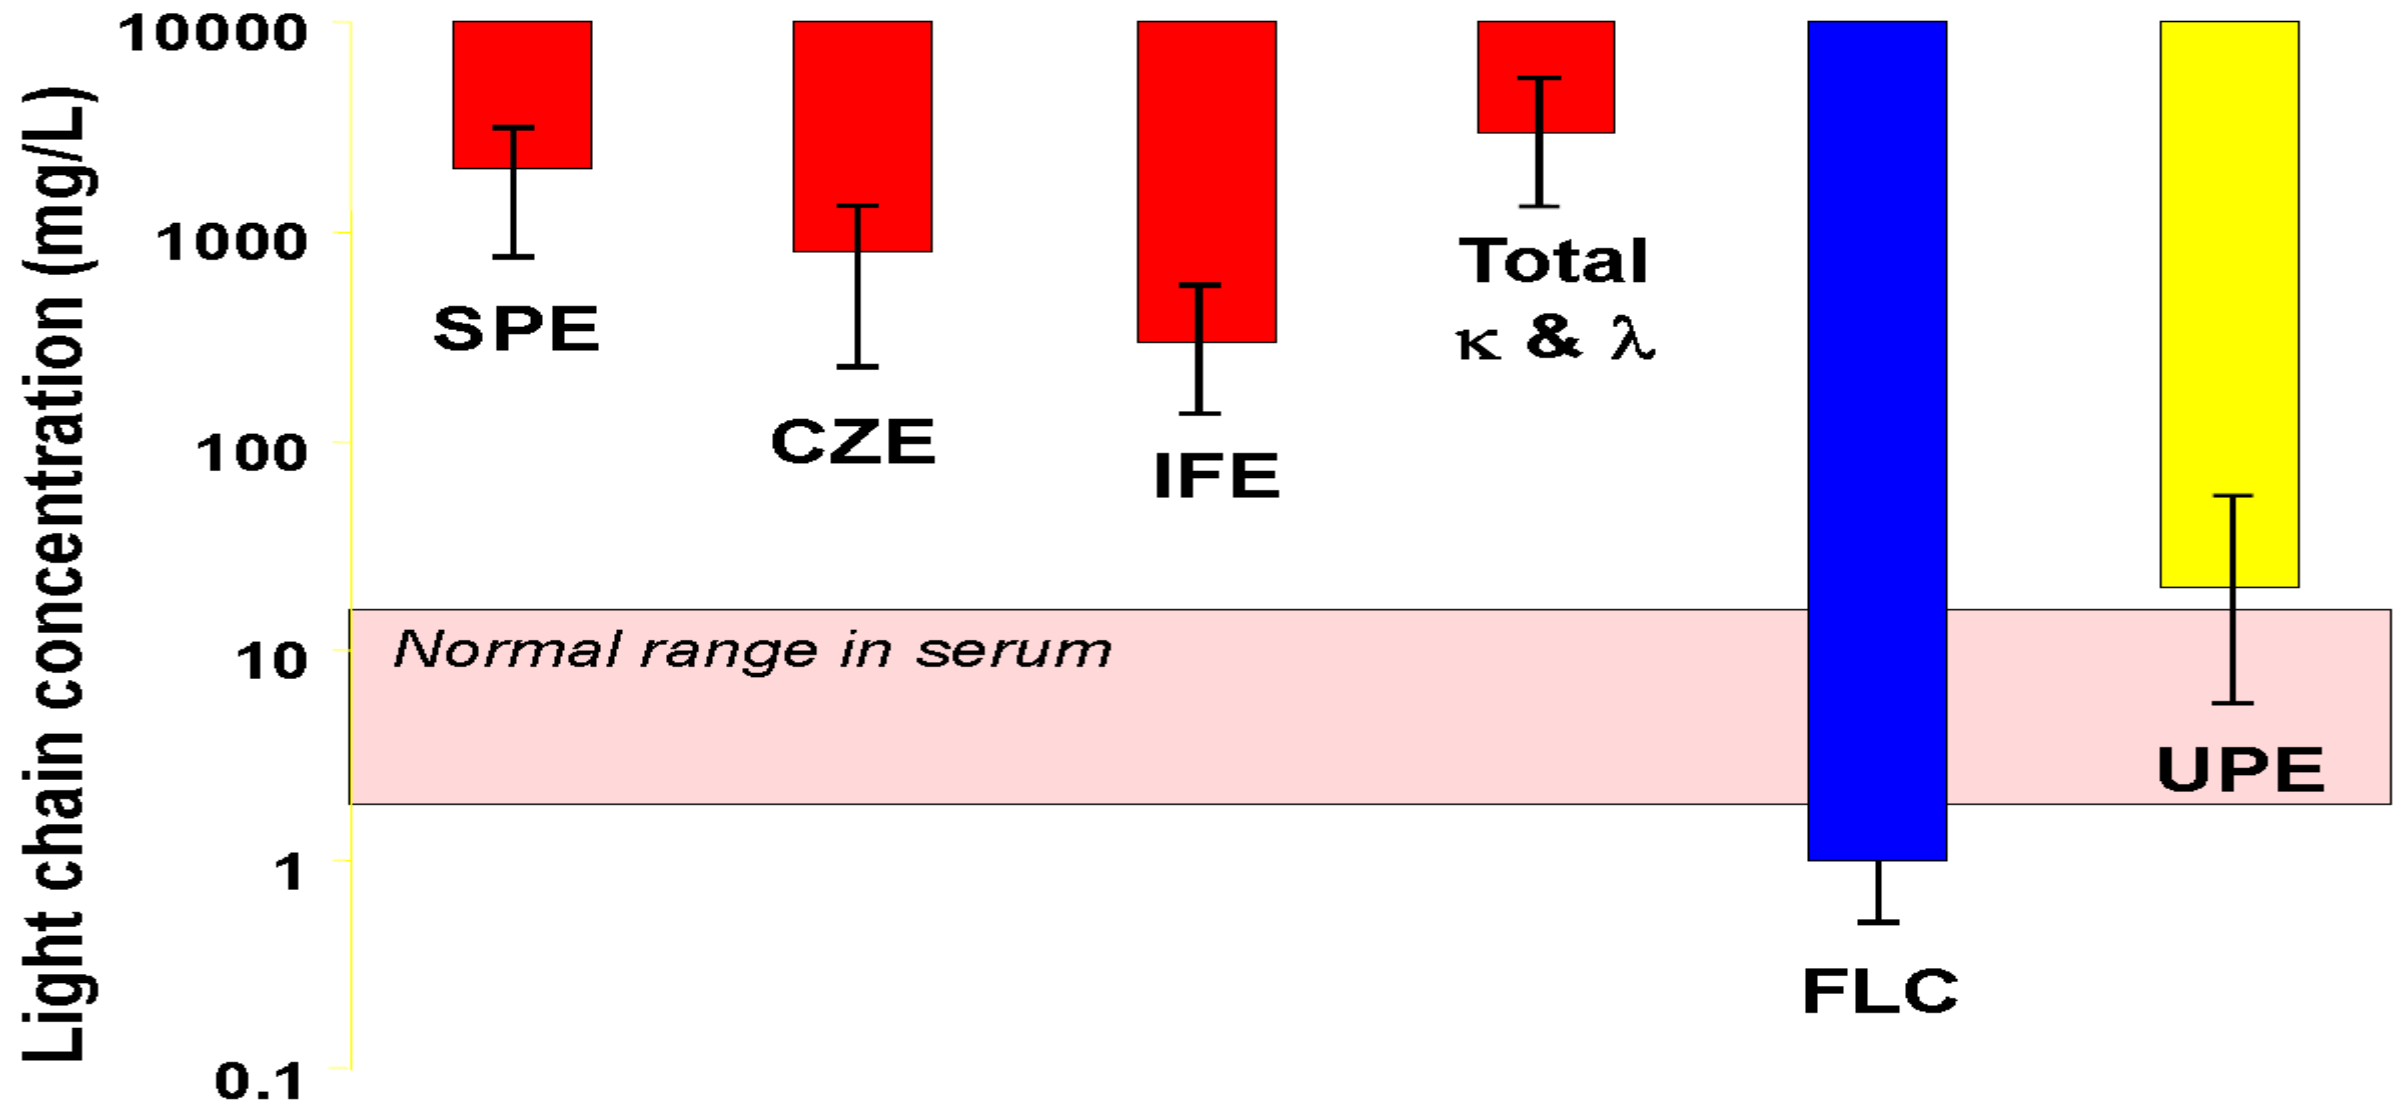 Light chain concentration (mg/L)
10000
1000
100
10
1
0.1
SPE
CZE
IFE
Total
κ & λ
FLC
UPE
Normal range in serum